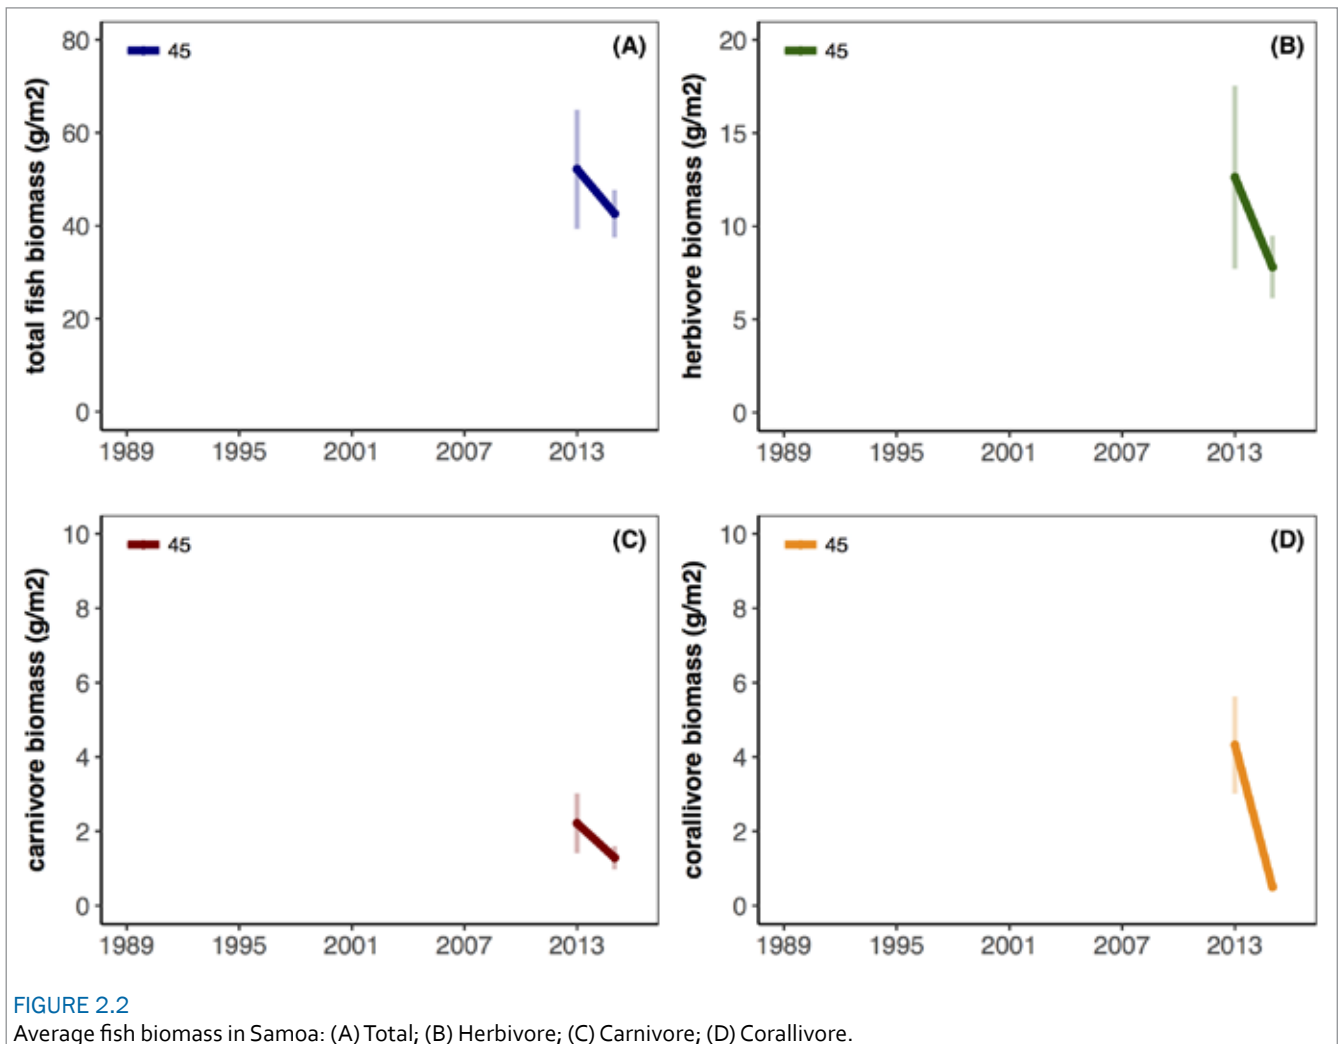 80
60
40
20
0
total fish biomass (g/m2)
45
(A)
1989 1995 2001 2007 2013
20
15
10
5
0
herbivore biomass (g/m2)
45
(B)
1989 1995 2001 2007 2013
10
8
6
4
2
0
carnivore biomass (g/m2)
45
(C)
1989 1995 2001 2007 2013
10
8
6
4
2
0
corallivore biomass (g/m2)
45
(D)
1989 1995 2001 2007 2013
FIGURE 2.2
Average fish biomass in Samoa: (A) Total; (B) Herbivore; (C) Carnivore; (D) Corallivore.